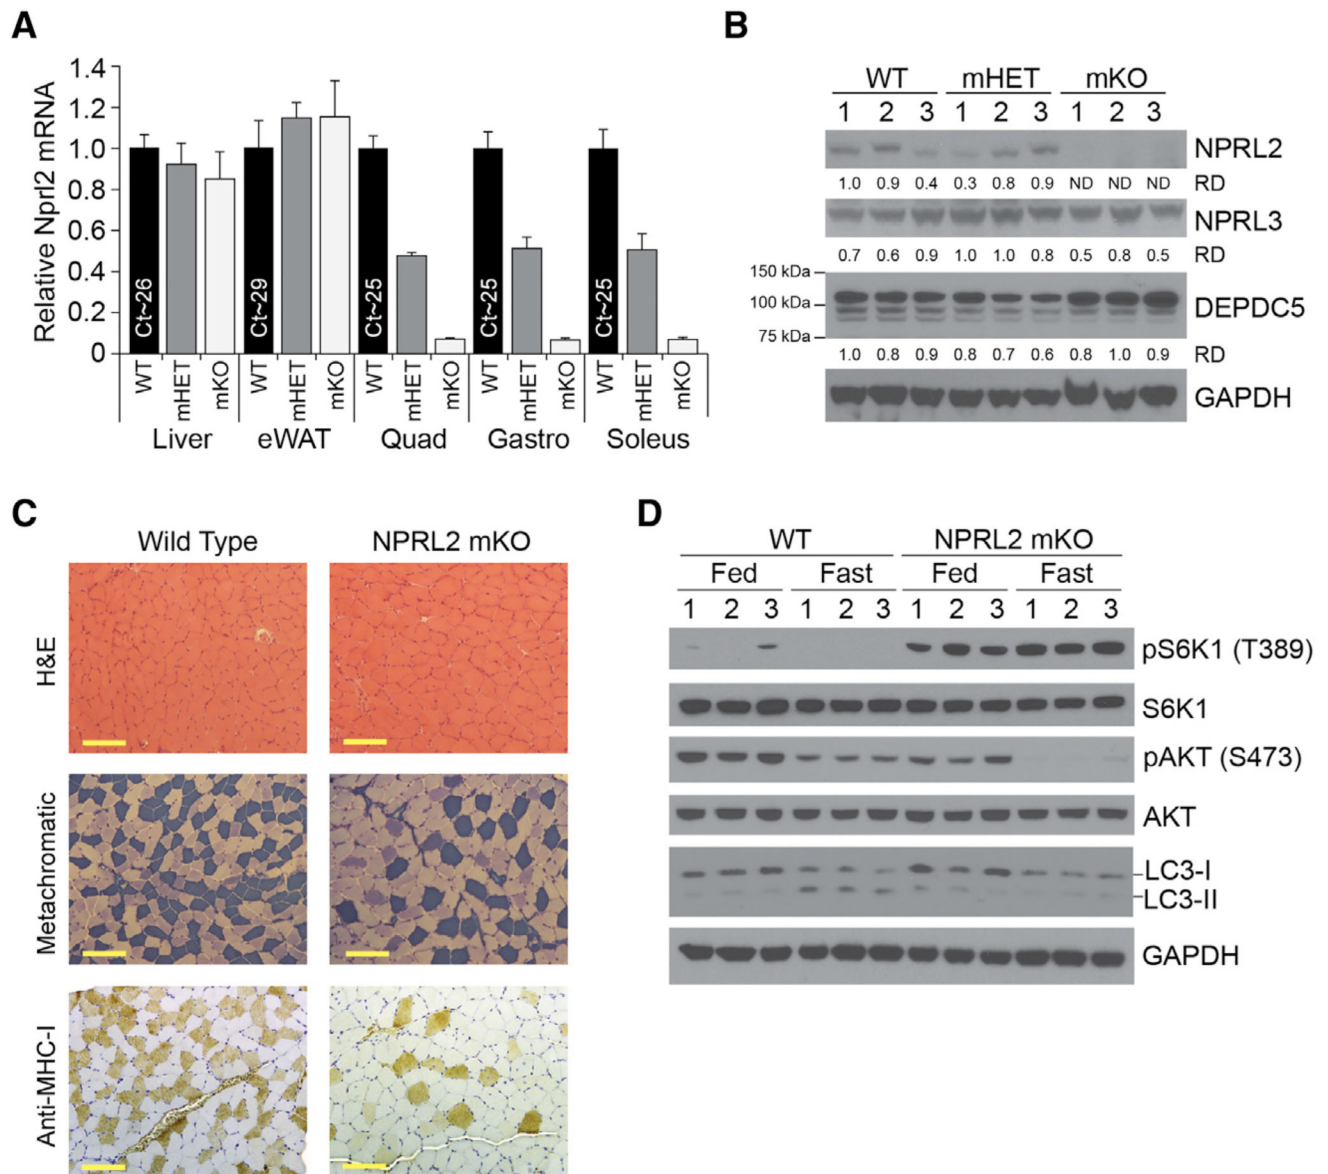 A
Relative Nprl2 mRNA
1.4
1.2
1.0
0.8
0.6
0.4
0.2
0
Ct~26 Ct~29 Ct~25 Ct~25 Ct~25
WT mHET mKO WT mHET mKO WT mHET mKO WT mHET mKO WT mHET mKO
Liver eWAT Quad Gastro Soleus
B
WT mHET mKO
1 2 3 1 2 3 1 2 3
NPRL2
1.0 0.9 0.4 0.3 0.8 0.9 ND ND ND RD
NPRL3
0.7 0.6 0.9 1.0 1.0 0.8 0.5 0.8 0.5 RD
150 kDa
100 kDa DEPDC5
75 kDa
1.0 0.8 0.9 0.8 0.7 0.6 0.8 1.0 0.9 RD
GAPDH
C
Wild Type NPRL2 mKO
H&E
Metachromatic
Anti-MHC-I
D
WT NPRL2 mKO
Fed Fast Fed Fast
1 2 3 1 2 3 1 2 3 1 2 3
pS6K1 (T389)
S6K1
pAKT (S473)
AKT
LC3-I
LC3-II
GAPDH